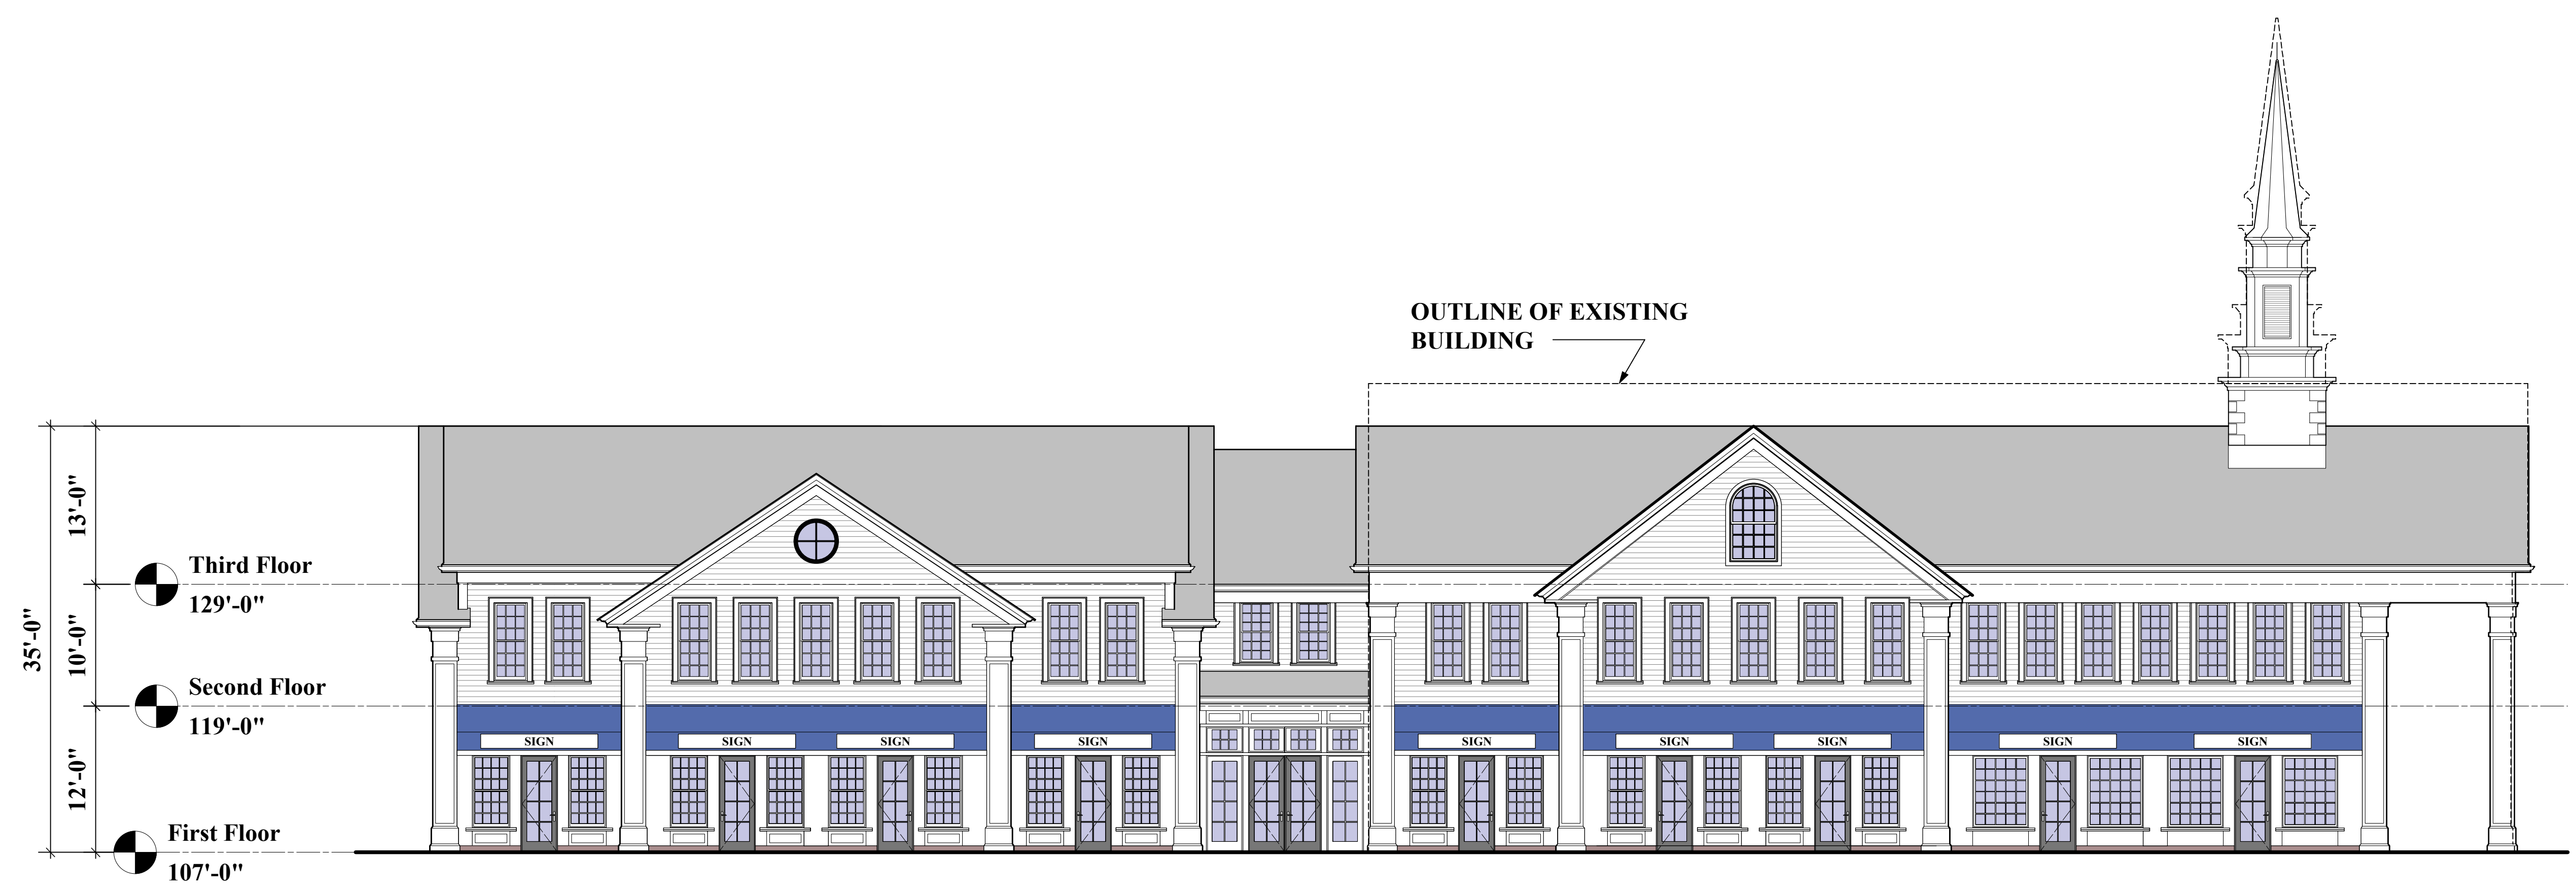 OUTLINE OF EXISTING
BUILDING
35'-0"
13'-0"
10'-0"
12'-0"
Third Floor
129'-0"
Second Floor
119'-0"
First Floor
107'-0"
SIGN
SIGN
SIGN
SIGN
SIGN
SIGN
SIGN
SIGN
SIGN